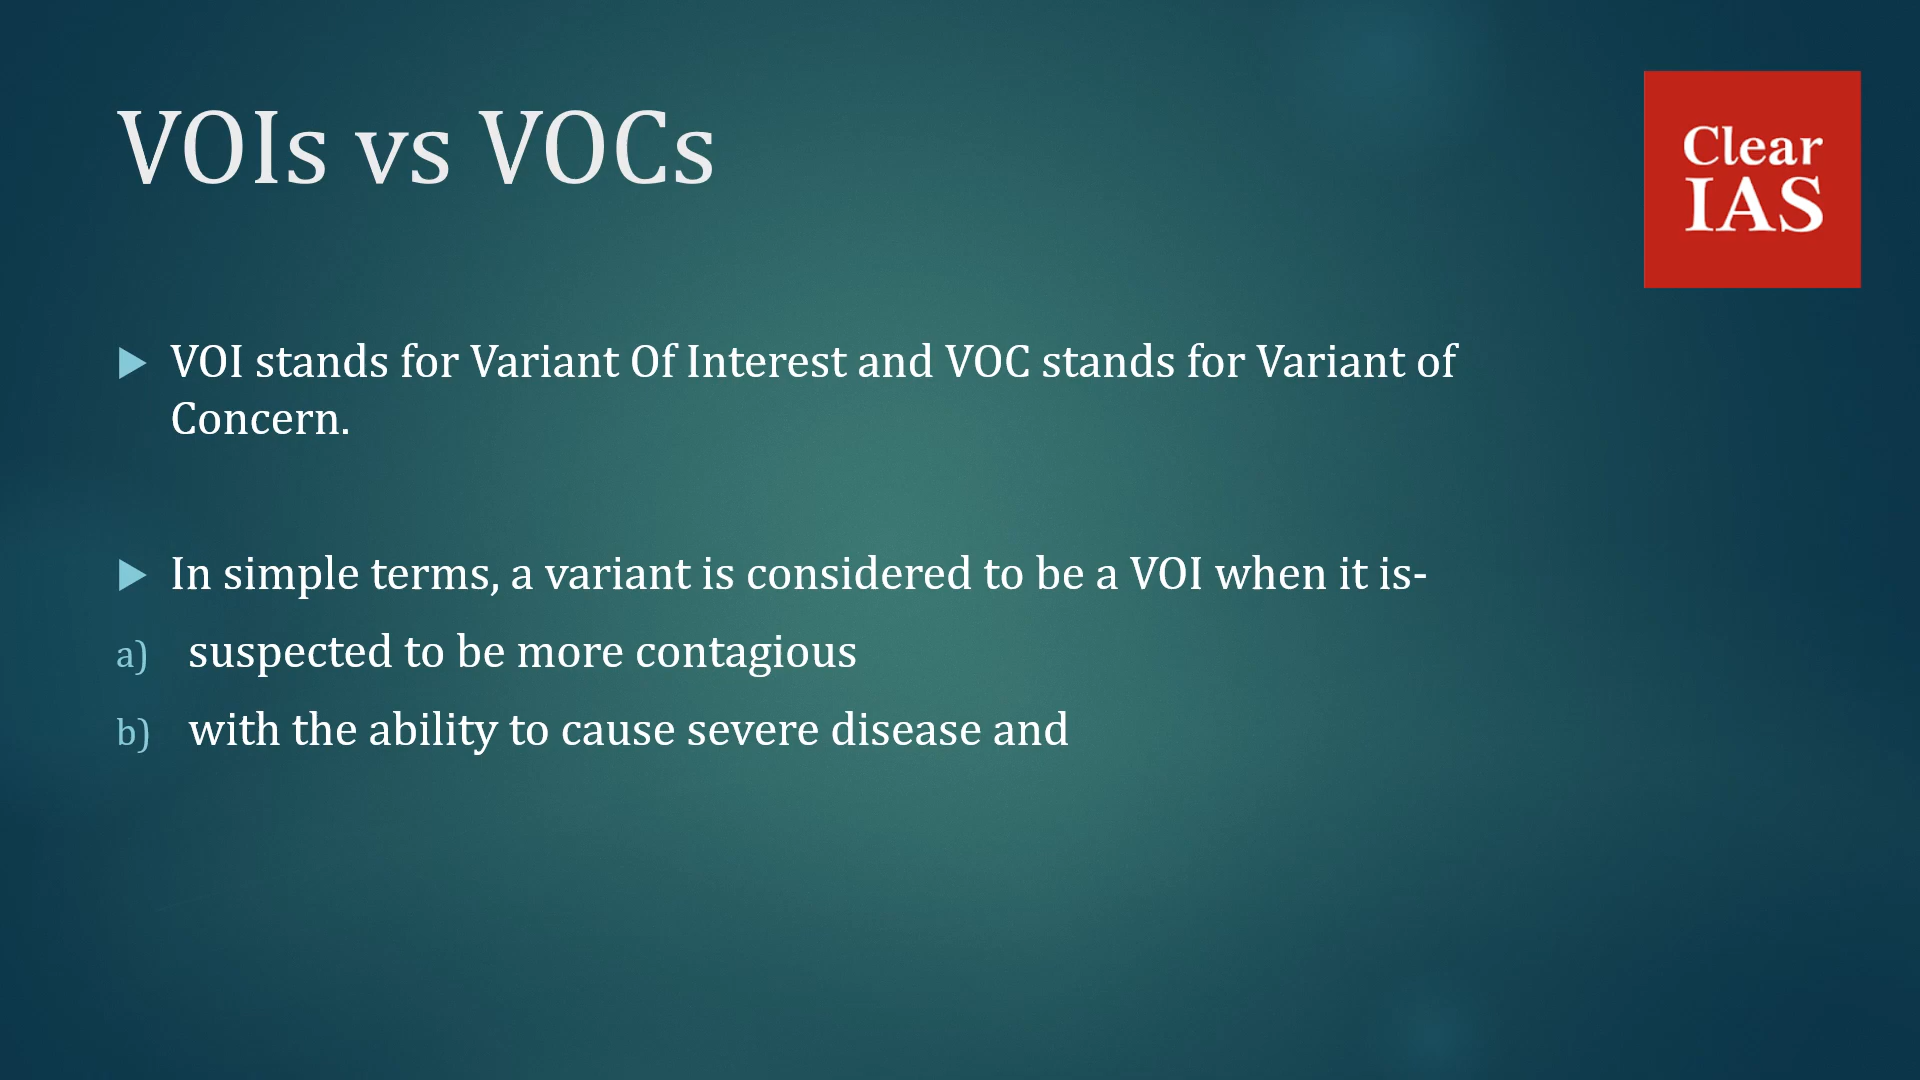 VOIs vs VOCs
Clear
IAS
▶ VOI stands for Variant Of Interest and VOC stands for Variant of
Concern.
▶ In simple terms, a variant is considered to be a VOI when it is-
a) suspected to be more contagious
b) with the ability to cause severe disease and